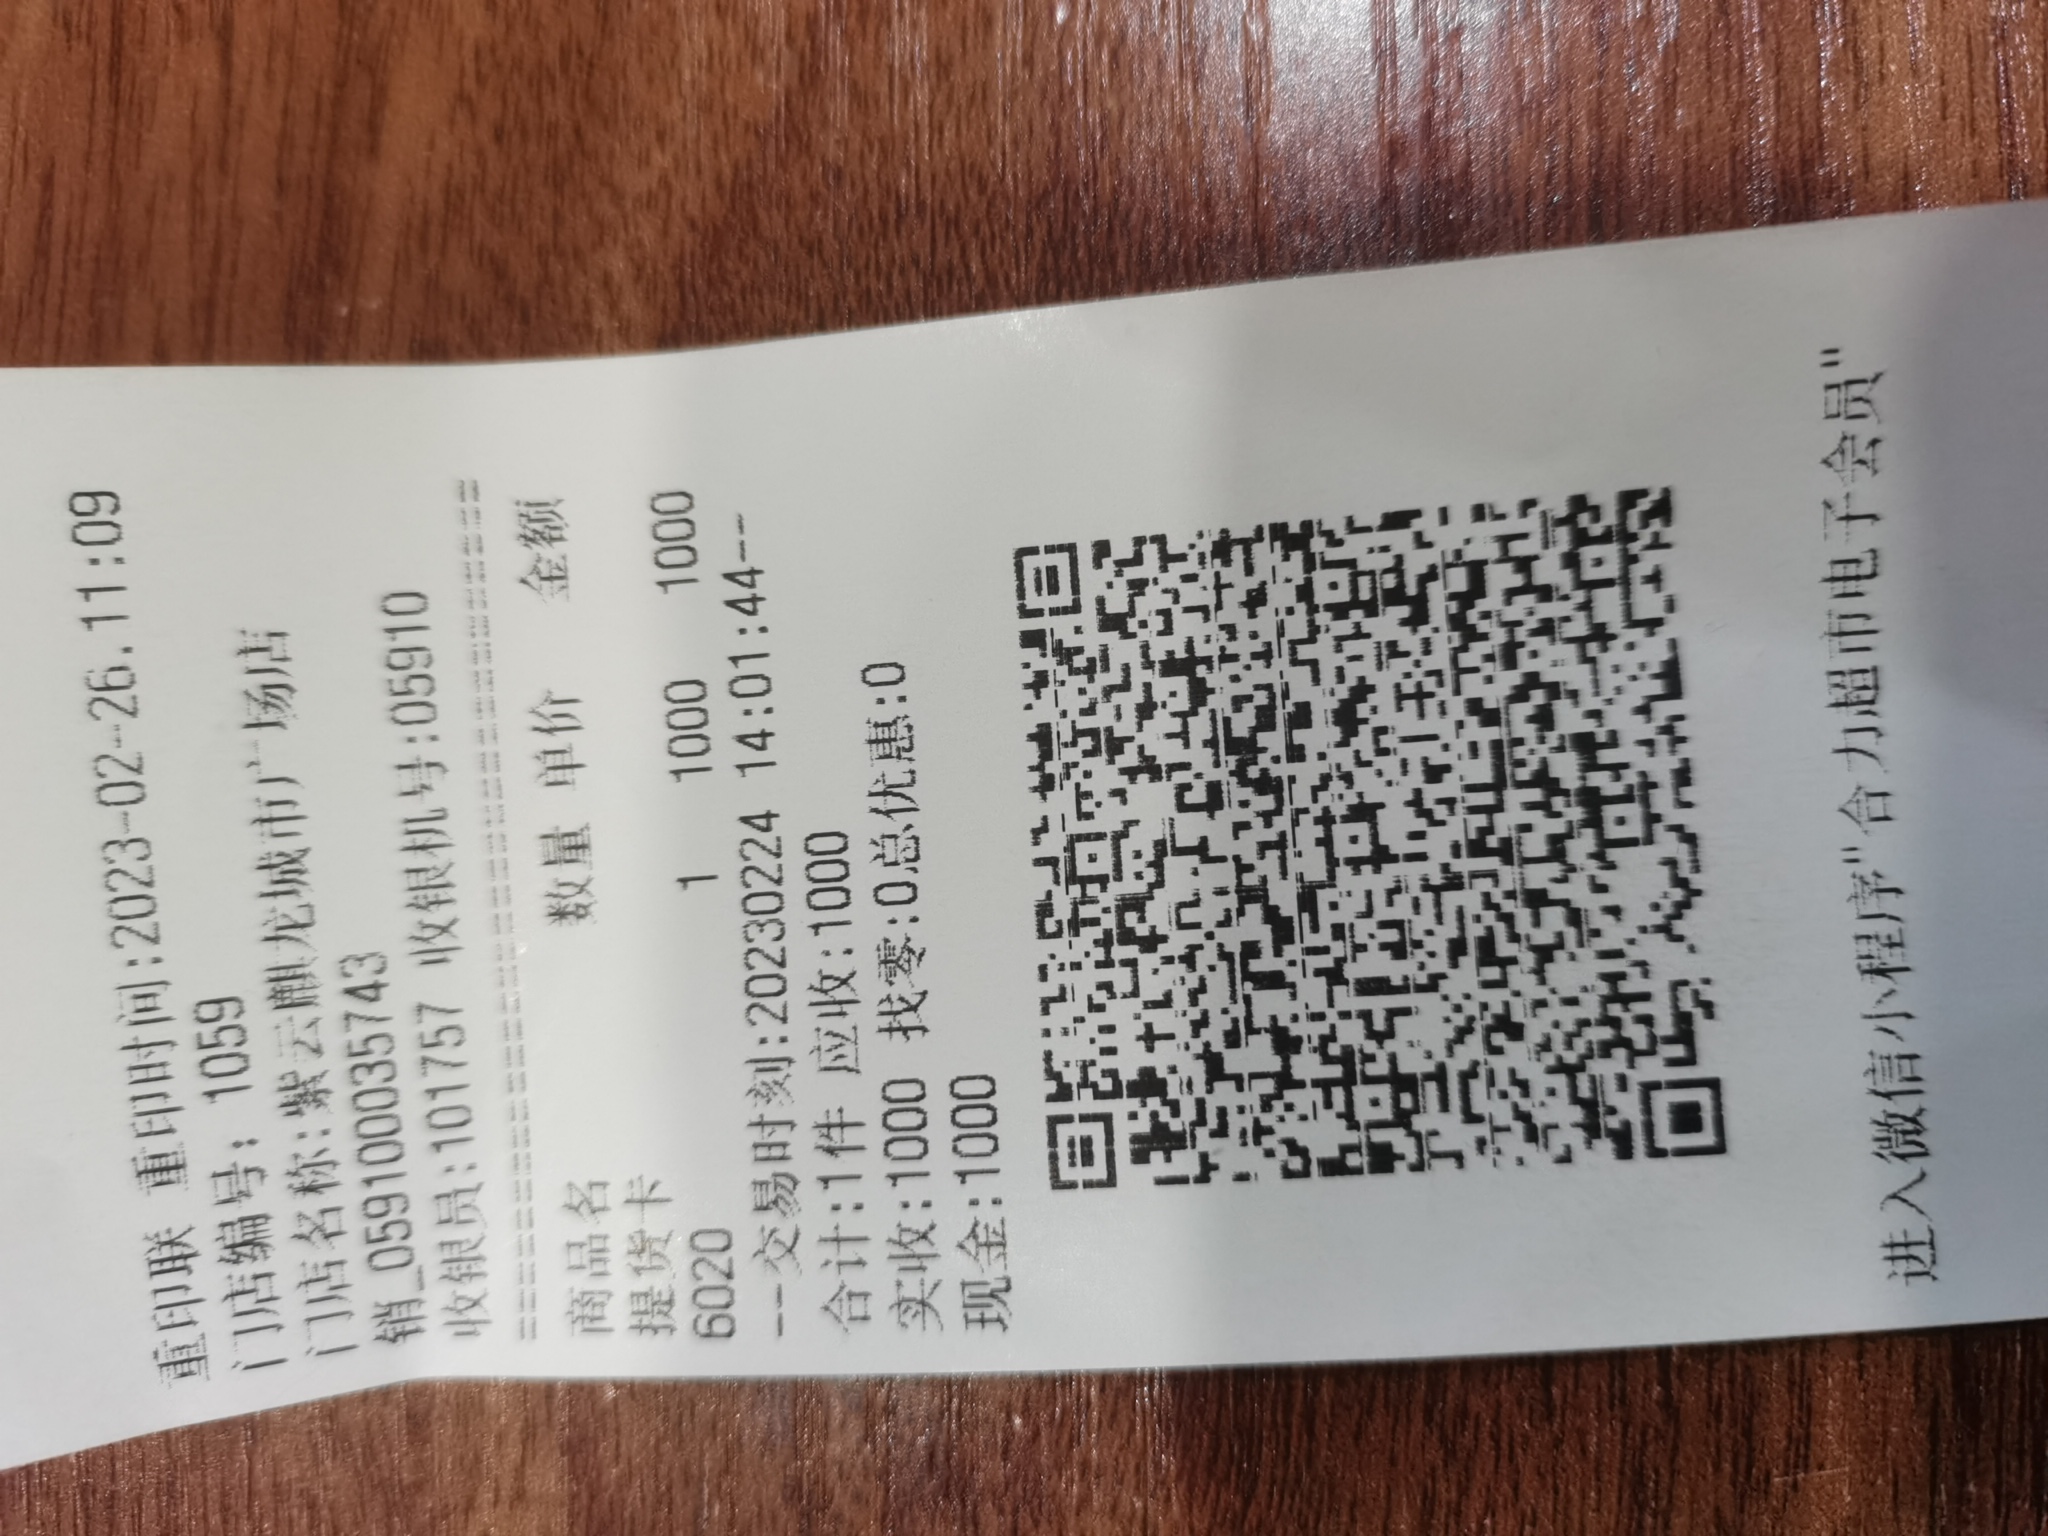 重印联 重印时间:2023-02-26.11:09
门店编号: 1059
门店名称:紫云麒龙城市广场店
销_0591000357743
收银员:101757 收银机号:05910
商品名 数量 单价 金额
提货卡
6020 1 1000 1000
--交易时刻:20230224 14:01:44--
合计:1件 应收:1000
实收:1000 找零:0总优惠:0
现金:1000
进入微信小程序"合力超市电子会员"